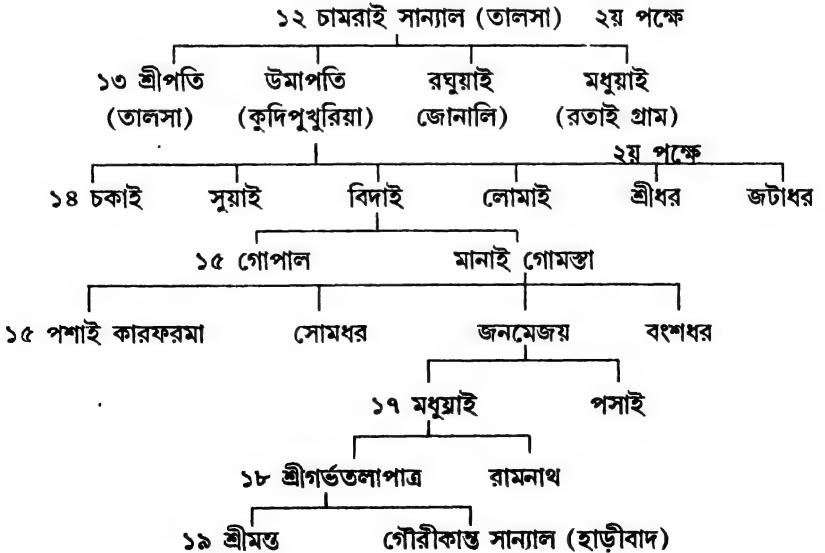 ১২ চামরাই সান্যাল (তালসা) ২য় পক্ষে
১৩ শ্রীপতি উমাপতি রঘুয়াই মধুয়াই
(তালসা) (কুদিপুখুরিয়া) জোনালি) (রতাই গ্রাম)
২য় পক্ষে
১৪ চকাই সুয়াই বিদাই লোমাই শ্রীধর জটাধর
১৫ গোপাল মানাই গোমস্তা
১৫ পশাই কারফরমা সোমধর জনমেজয় বংশধর
১৭ মধুয়াই পসাই
১৮ শ্রীগর্ভতলাপাত্র রামনাথ
১৯ শ্রীমন্ত গৌরীকান্ত সান্যাল (হাড়ীবাদ)